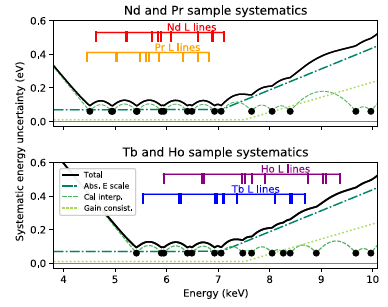 Nd and Pr sample systematics
0.6
0.4
0.2
0.0
Nd L lines
Pr L lines
Systematic energy uncertainty (eV)
Tb and Ho sample systematics
0.6
0.4
0.2
0.0
Total
Abs. E scale
Cal interp.
Gain consist.
Ho L lines
Tb L lines
4 5 6 7 8 9 10
Energy (keV)